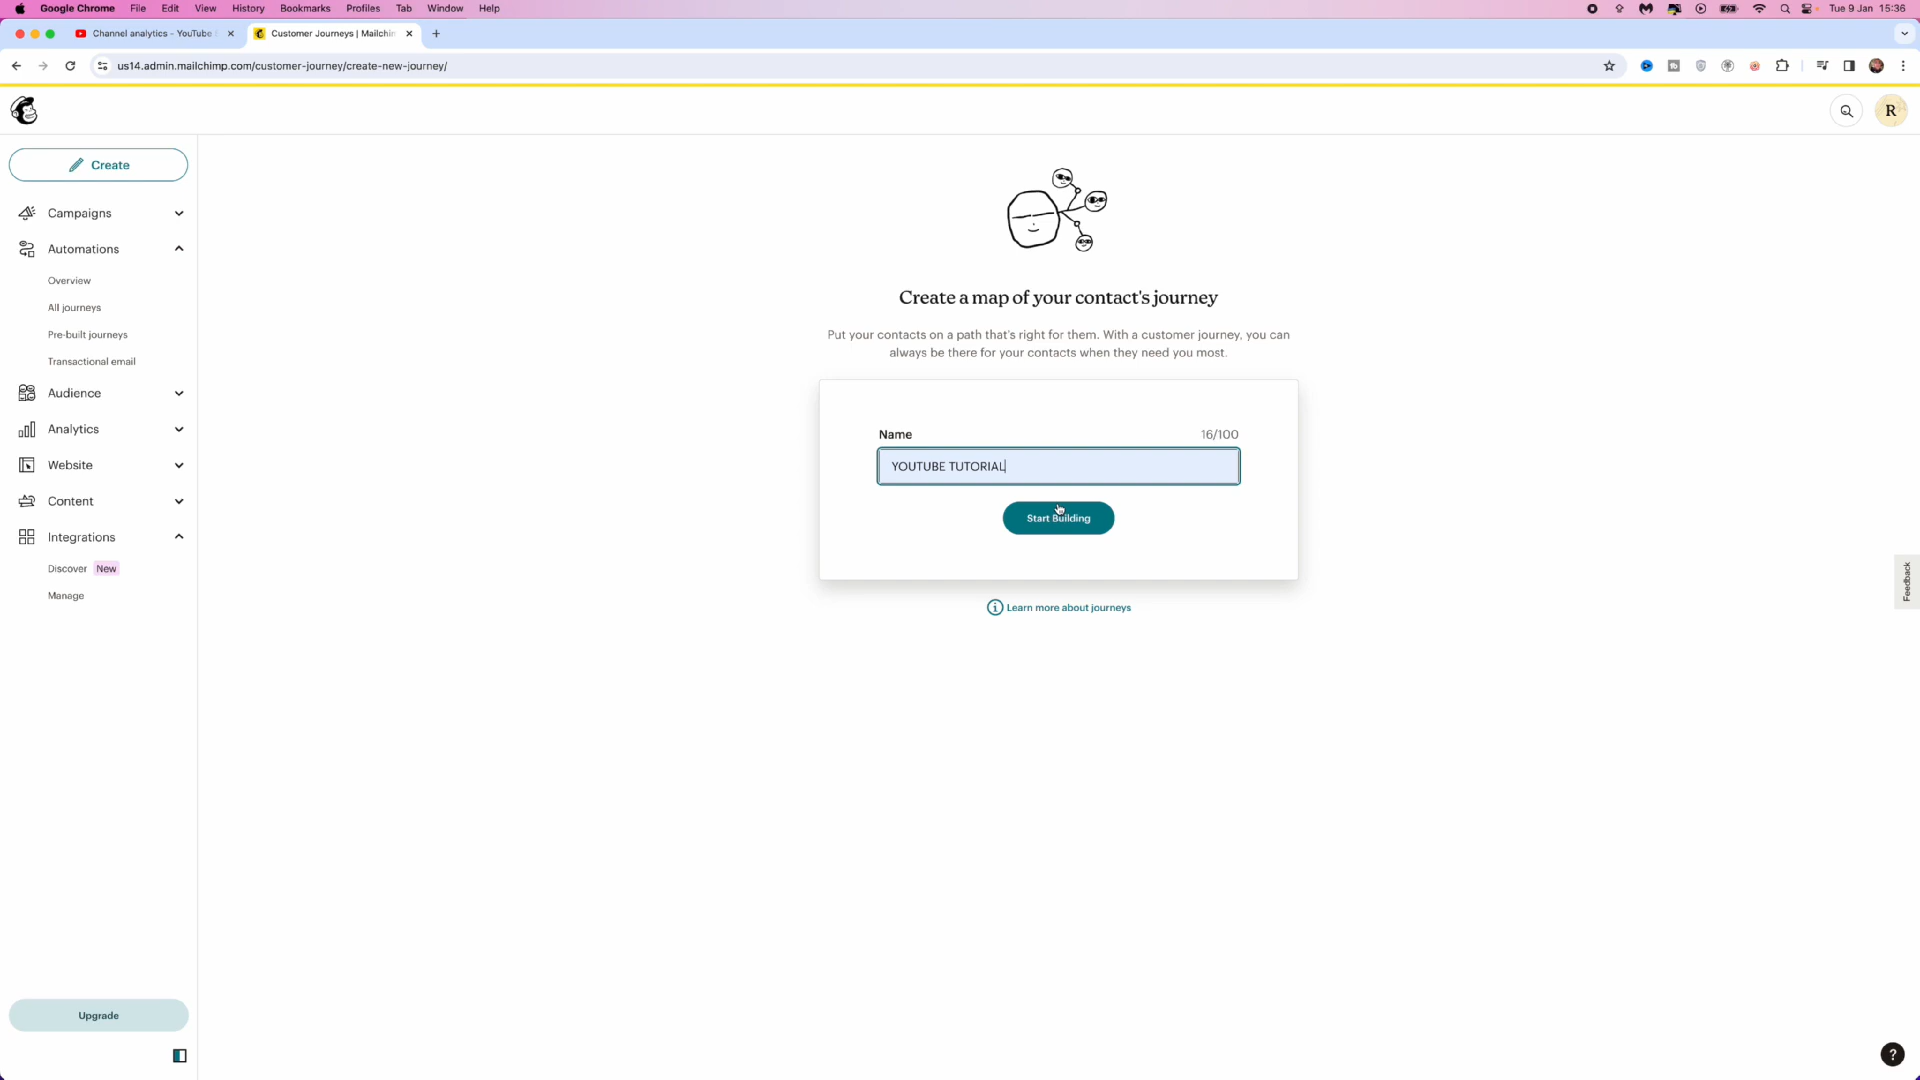 Google Chrome File Edit View History Bookmarks Profiles Tab Window Help Tue 9 Jan 15:36
Channel analytics - YouTube Customer Journeys | Mailchim
us14.admin.mailchimp.com/customer-journey/create-new-journey/
R
Create
Campaigns
Automations
Overview
All journeys
Pre-built journeys
Transactional email
Audience
Analytics
Website
Content
Integrations
Discover New
Manage
Upgrade
Create a map of your contact's journey
Put your contacts on a path that's right for them. With a customer journey, you can
always be there for your contacts when they need you most.
Name 16/100
YOUTUBE TUTORIAL
Start Building
Learn more about journeys
Feedback
?